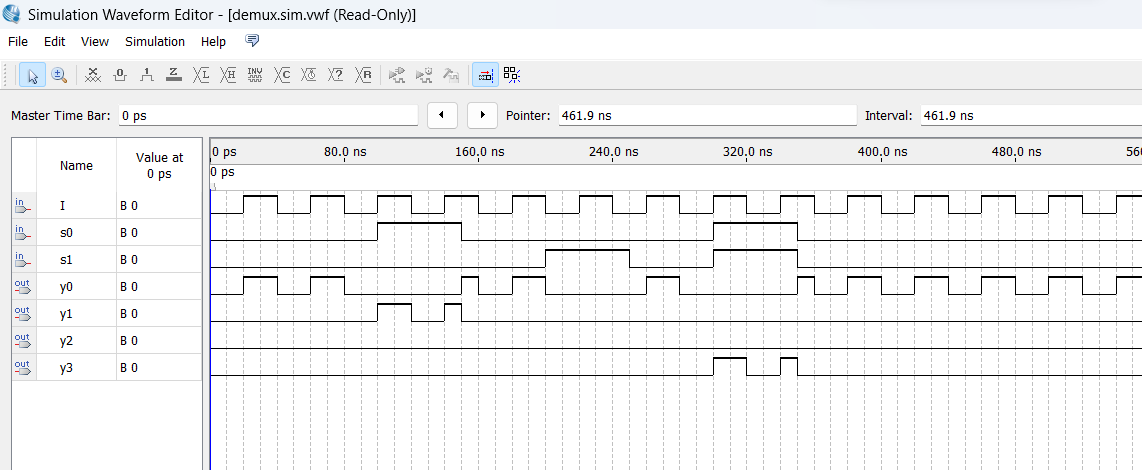 Simulation Waveform Editor - [demux.sim.vwf (Read-Only)]
File Edit View Simulation Help
Master Time Bar: 0 ps Pointer: 461.9 ns Interval: 461.9 ns
Name Value at 0 ps
0 ps 80.0 ns 160.0 ns 240.0 ns 320.0 ns 400.0 ns 480.0 ns 560
0 ps
in I B 0
in s0 B 0
in s1 B 0
out y0 B 0
out y1 B 0
out y2 B 0
out y3 B 0